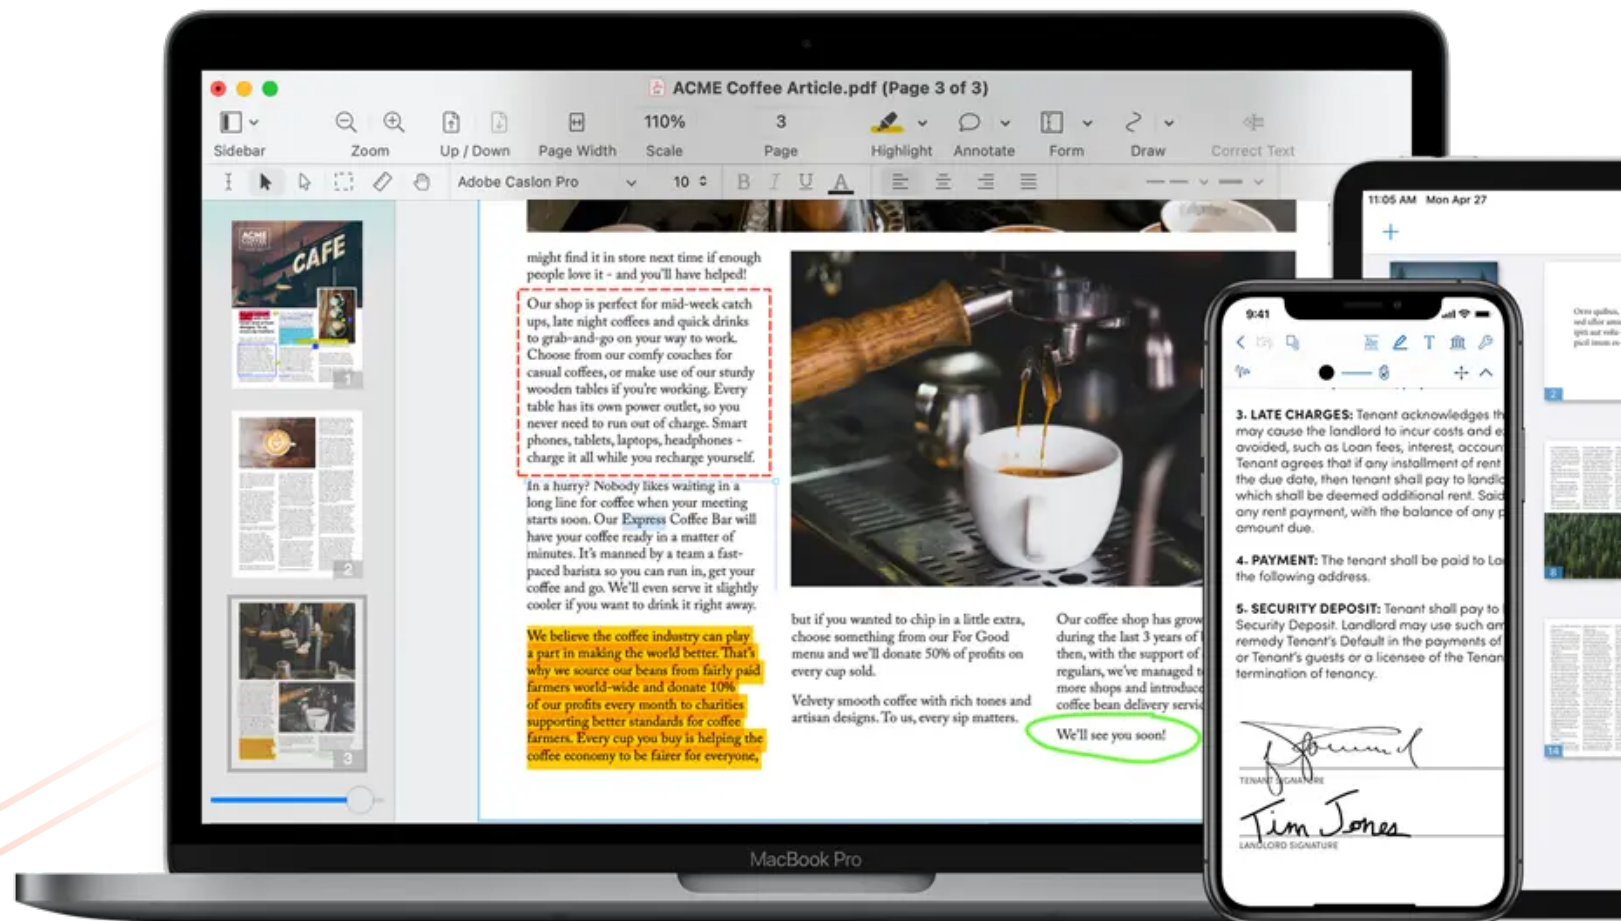 ACME Coffee Article.pdf (Page 3 of 3)
110%
3
Sidebar
Zoom
Up / Down
Page Width
Scale
Page
Highlight
Annotate
Form
Draw
Correct Text
Adobe Caslon Pro
10
B I U A
ACME
COFFEE
CAFE
1
2
3
might find it in store next time if enough
people love it - and you'll have helped!
Our shop is perfect for mid-week catch
ups, late night coffees and quick drinks
to grab-and-go on your way to work.
Choose from our comfy couches for
casual coffees, or make use of our sturdy
wooden tables if you're working. Every
table has its own power outlet, so you
never need to run out of charge. Smart
phones, tablets, laptops, headphones -
charge it all while you recharge yourself.
In a hurry? Nobody likes waiting in a
long line for coffee when your meeting
starts soon. Our Express Coffee Bar will
have your coffee ready in a matter of
minutes. It's manned by a team a fast-
paced barista so you can run in, get your
coffee and go. We'll even serve it slightly
cooler if you want to drink it right away.
We believe the coffee industry can play
a part in making the world better. That's
why we source our beans from fairly paid
farmers world-wide and donate 10%
of our profits every month to charities
supporting better standards for coffee
farmers. Every cup you buy is helping the
coffee economy to be fairer for everyone,
but if you wanted to chip in a little extra,
choose something from our For Good
menu and we'll donate 50% of profits on
every cup sold.
Velvety smooth coffee with rich tones and
artisan designs. To us, every sip matters.
Our coffee shop has grow
during the last 3 years of
then, with the support of
regulars, we've managed t
more shops and introduce
coffee bean delivery servic
We'll see you soon!
MacBook Pro
11:05 AM Mon Apr 27
2
8
14
9:41
T
3. LATE CHARGES: Tenant acknowledges th
may cause the landlord to incur costs and e
avoided, such as Loan fees, interest, accoun
Tenant agrees that if any installment of rent
the due date, then tenant shall pay to landlo
which shall be deemed additional rent. Said
any rent payment, with the balance of any p
amount due.
4. PAYMENT: The tenant shall be paid to La
the following address.
5. SECURITY DEPOSIT: Tenant shall pay to
Security Deposit. Landlord may use such am
remedy Tenant's Default in the payments of
or Tenant's guests or a licensee of the Tenan
termination of tenancy.
TENANT SIGNATURE
Tim Jones
LANDLORD SIGNATURE